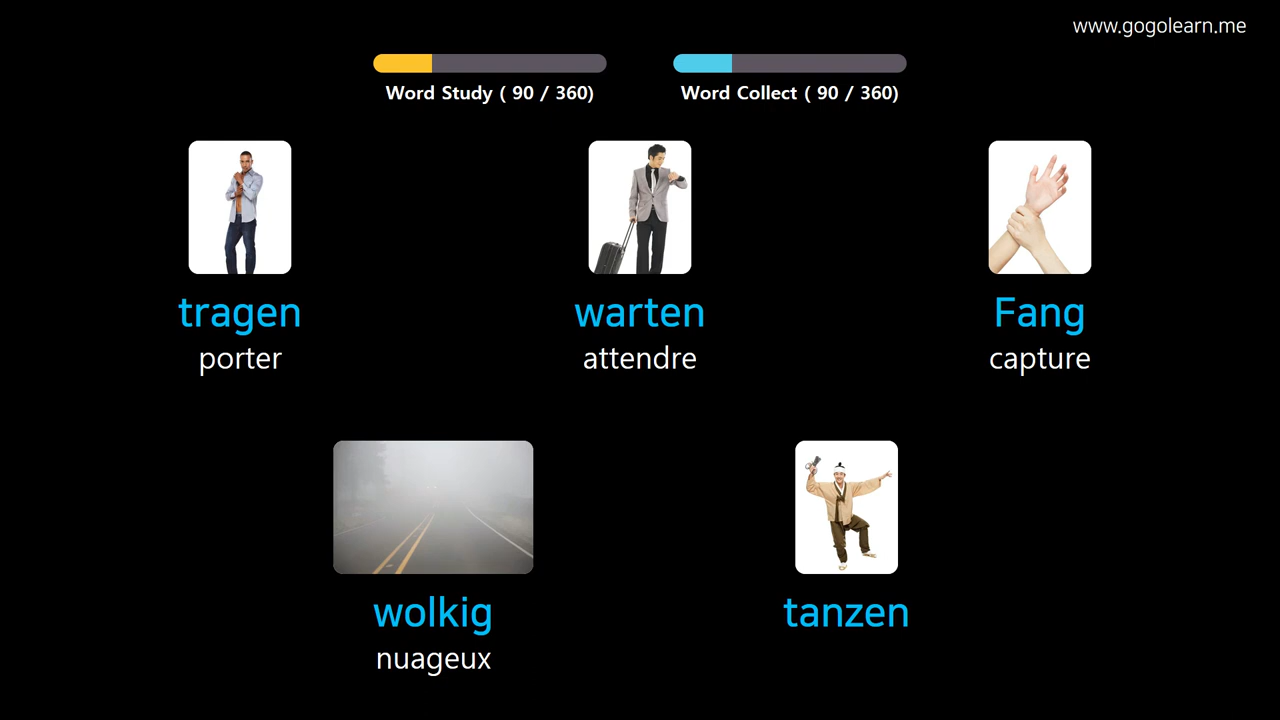 www.gogolearn.me
Word Study ( 90 / 360)
Word Collect ( 90 / 360)
tragen
porter
warten
attendre
Fang
capture
wolkig
nuageux
tanzen